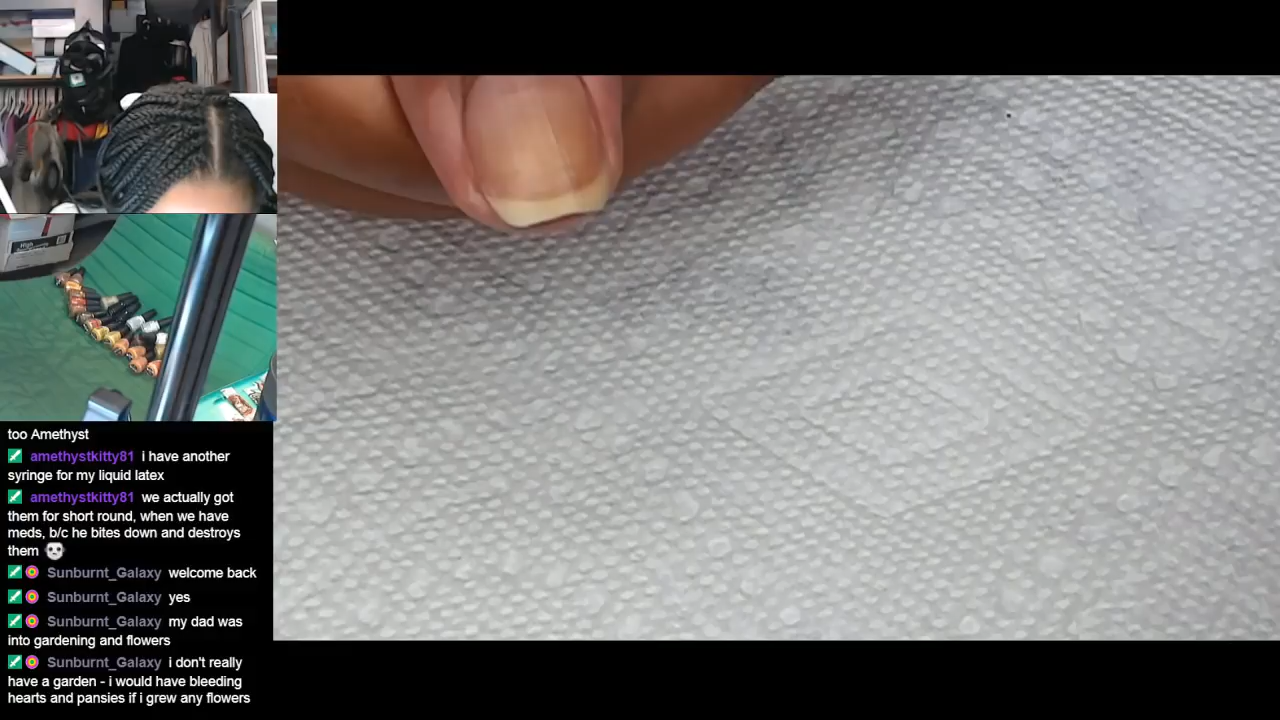 High
too Amethyst
amethystkitty81 i have another
syringe for my liquid latex
amethystkitty81 we actually got
them for short round, when we have
meds, b/c he bites down and destroys
them
Sunburnt_Galaxy welcome back
Sunburnt_Galaxy yes
Sunburnt_Galaxy my dad was
into gardening and flowers
Sunburnt_Galaxy i don't really
have a garden - i would have bleeding
hearts and pansies if i grew any flowers